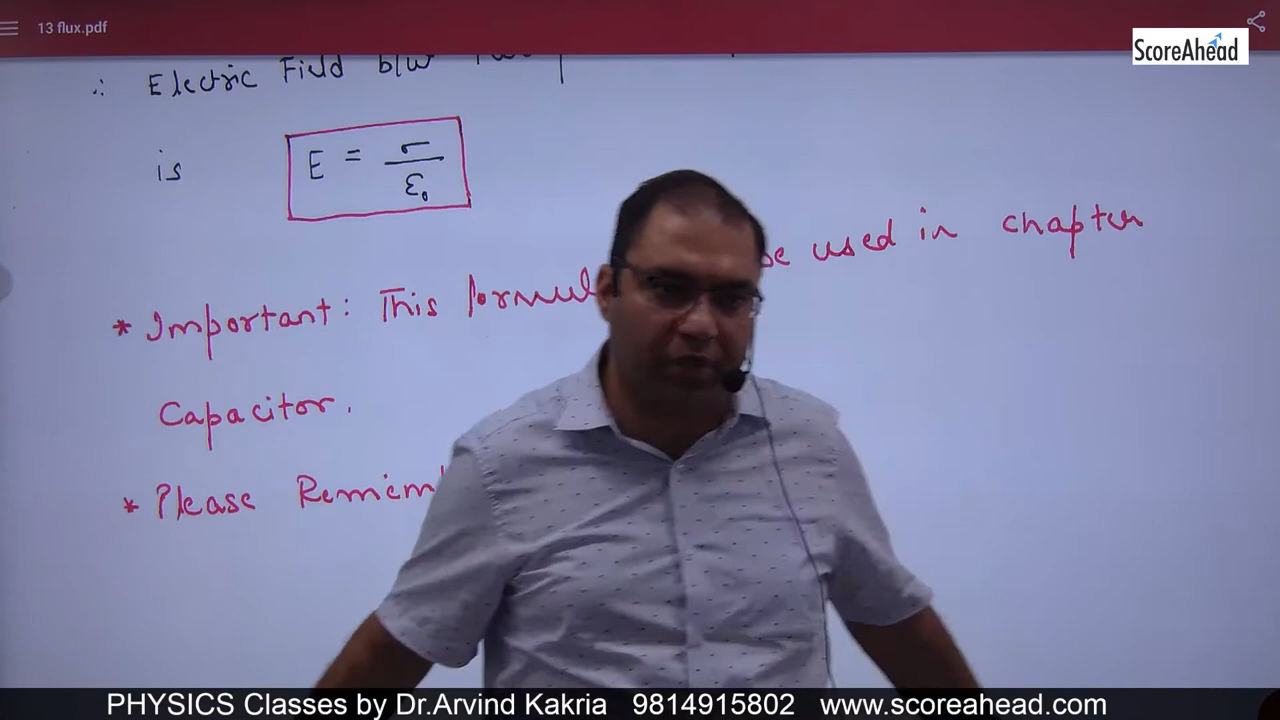 13 flux.pdf
ScoreAhead
∴ Electric Field b/w
is E = σ / ε₀
* Important: This formul be used in chapter
Capacitor.
* Please Remem
PHYSICS Classes by Dr.Arvind Kakria 9814915802 www.scoreahead.com